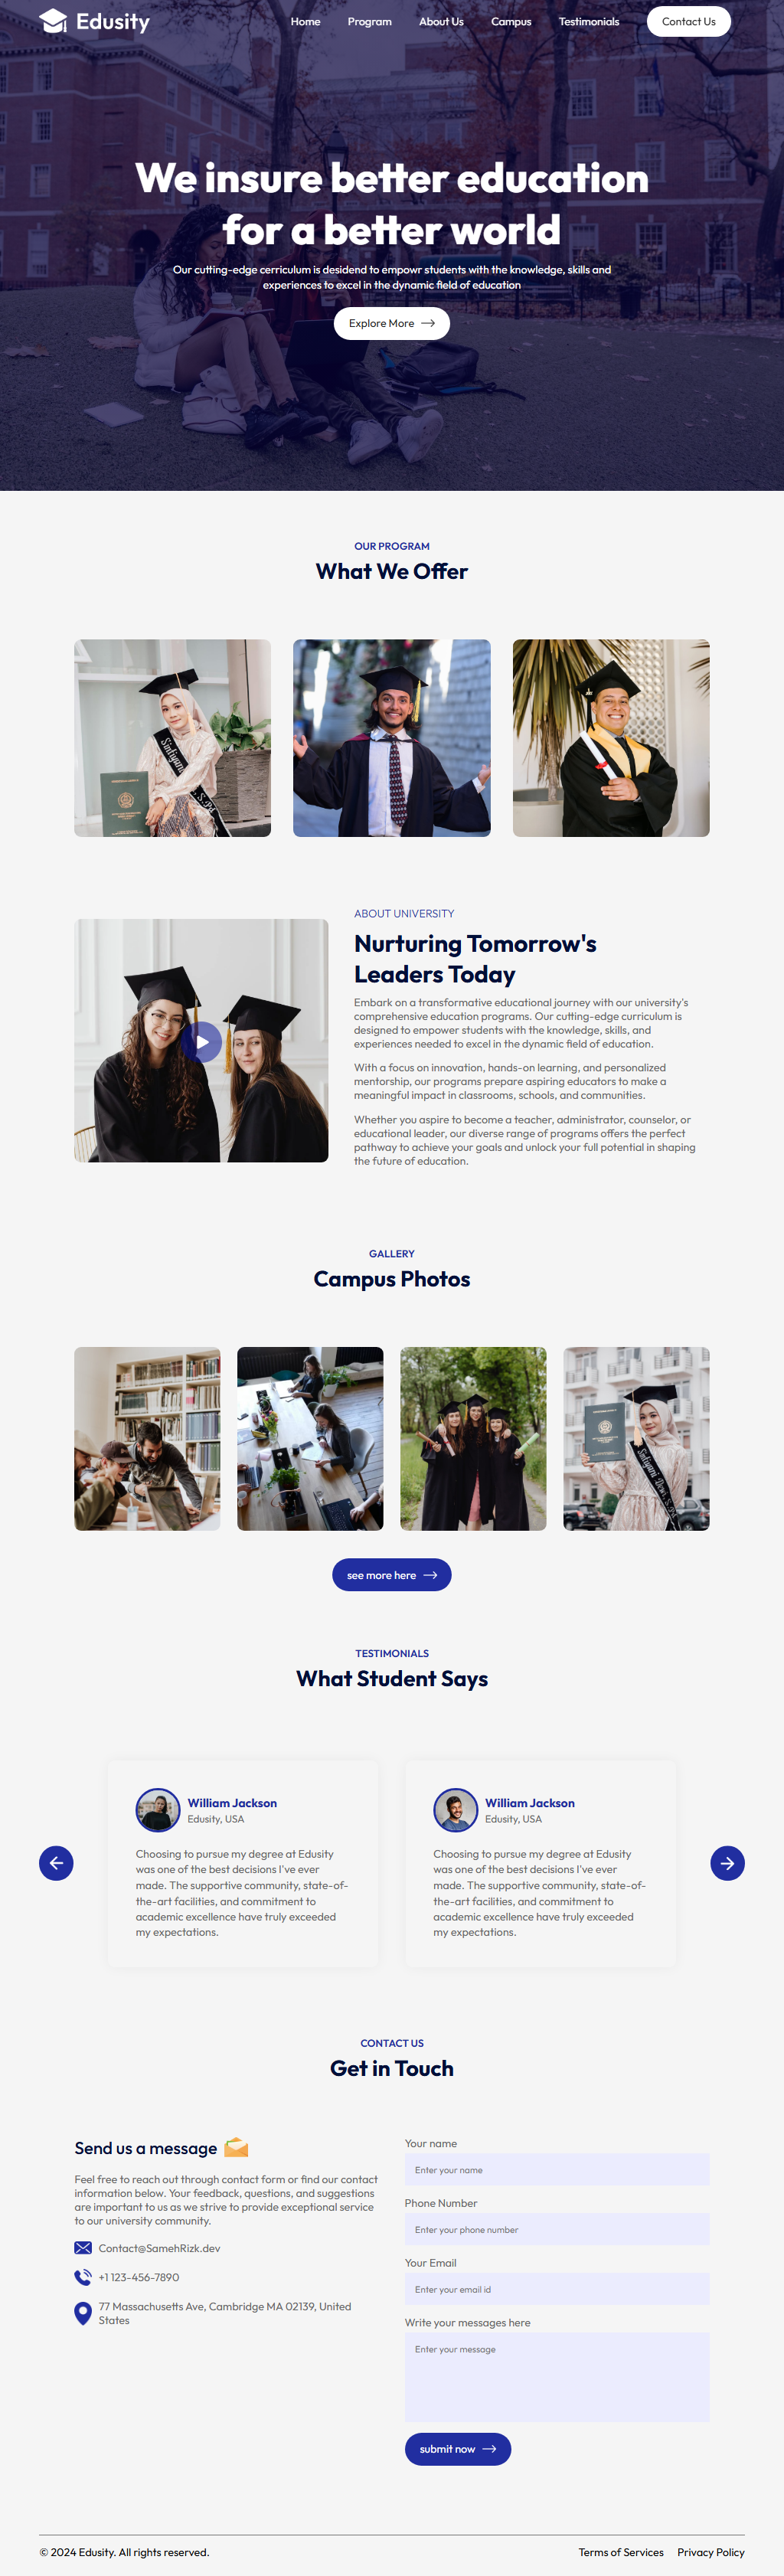 Edusity
Home Program About Us Campus Testimonials Contact Us
We insure better education
for a better world
Our cutting-edge cerriculum is desidend to empowr students with the knowledge, skills and
experiences to excel in the dynamic field of education
Explore More
OUR PROGRAM
What We Offer
ABOUT UNIVERSITY
Nurturing Tomorrow's
Leaders Today
Embark on a transformative educational journey with our university's
comprehensive education programs. Our cutting-edge curriculum is
designed to empower students with the knowledge, skills, and
experiences needed to excel in the dynamic field of education.
With a focus on innovation, hands-on learning, and personalized
mentorship, our programs prepare aspiring educators to make a
meaningful impact in classrooms, schools, and communities.
Whether you aspire to become a teacher, administrator, counselor, or
educational leader, our diverse range of programs offers the perfect
pathway to achieve your goals and unlock your full potential in shaping
the future of education.
GALLERY
Campus Photos
see more here
TESTIMONIALS
What Student Says
William Jackson
Edusity, USA
Choosing to pursue my degree at Edusity
was one of the best decisions I've ever
made. The supportive community, state-of-
the-art facilities, and commitment to
academic excellence have truly exceeded
my expectations.
William Jackson
Edusity, USA
Choosing to pursue my degree at Edusity
was one of the best decisions I've ever
made. The supportive community, state-of-
the-art facilities, and commitment to
academic excellence have truly exceeded
my expectations.
CONTACT US
Get in Touch
Send us a message
Feel free to reach out through contact form or find our contact
information below. Your feedback, questions, and suggestions
are important to us as we strive to provide exceptional service
to our university community.
Contact@SamehRizk.dev
+1 123-456-7890
77 Massachusetts Ave, Cambridge MA 02139, United
States
Your name
Enter your name
Phone Number
Enter your phone number
Your Email
Enter your email id
Write your messages here
Enter your message
submit now
© 2024 Edusity. All rights reserved.
Terms of Services Privacy Policy